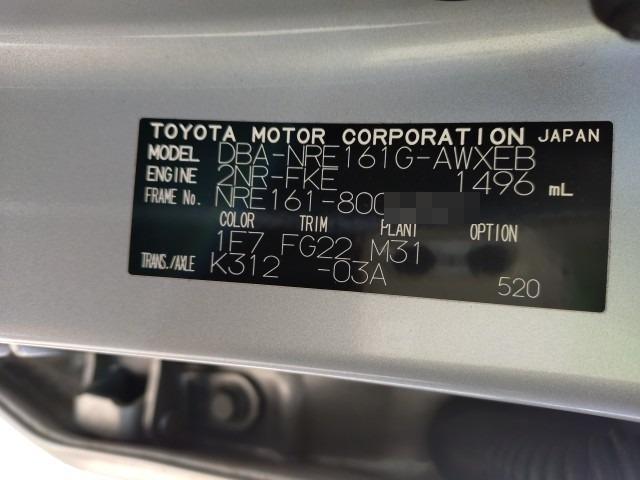 TOYOTA MOTOR CORPORATION JAPAN
MODEL DBA-NRE161G-AWXEB
ENGINE 2NR-FKE 1496 mL
FRAME No. NRE161-800
COLOR TRIM PLANT OPTION
1E7 FG22 M31
TRANS./AXLE K312 -03A 520